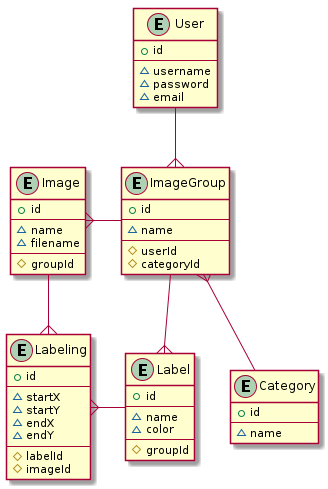 E User
id
username
password
email
E Image
id
name
filename
groupId
E ImageGroup
id
name
userId
categoryId
E Labeling
id
startX
startY
endX
endY
labelId
imageId
E Label
id
name
color
groupId
E Category
id
name